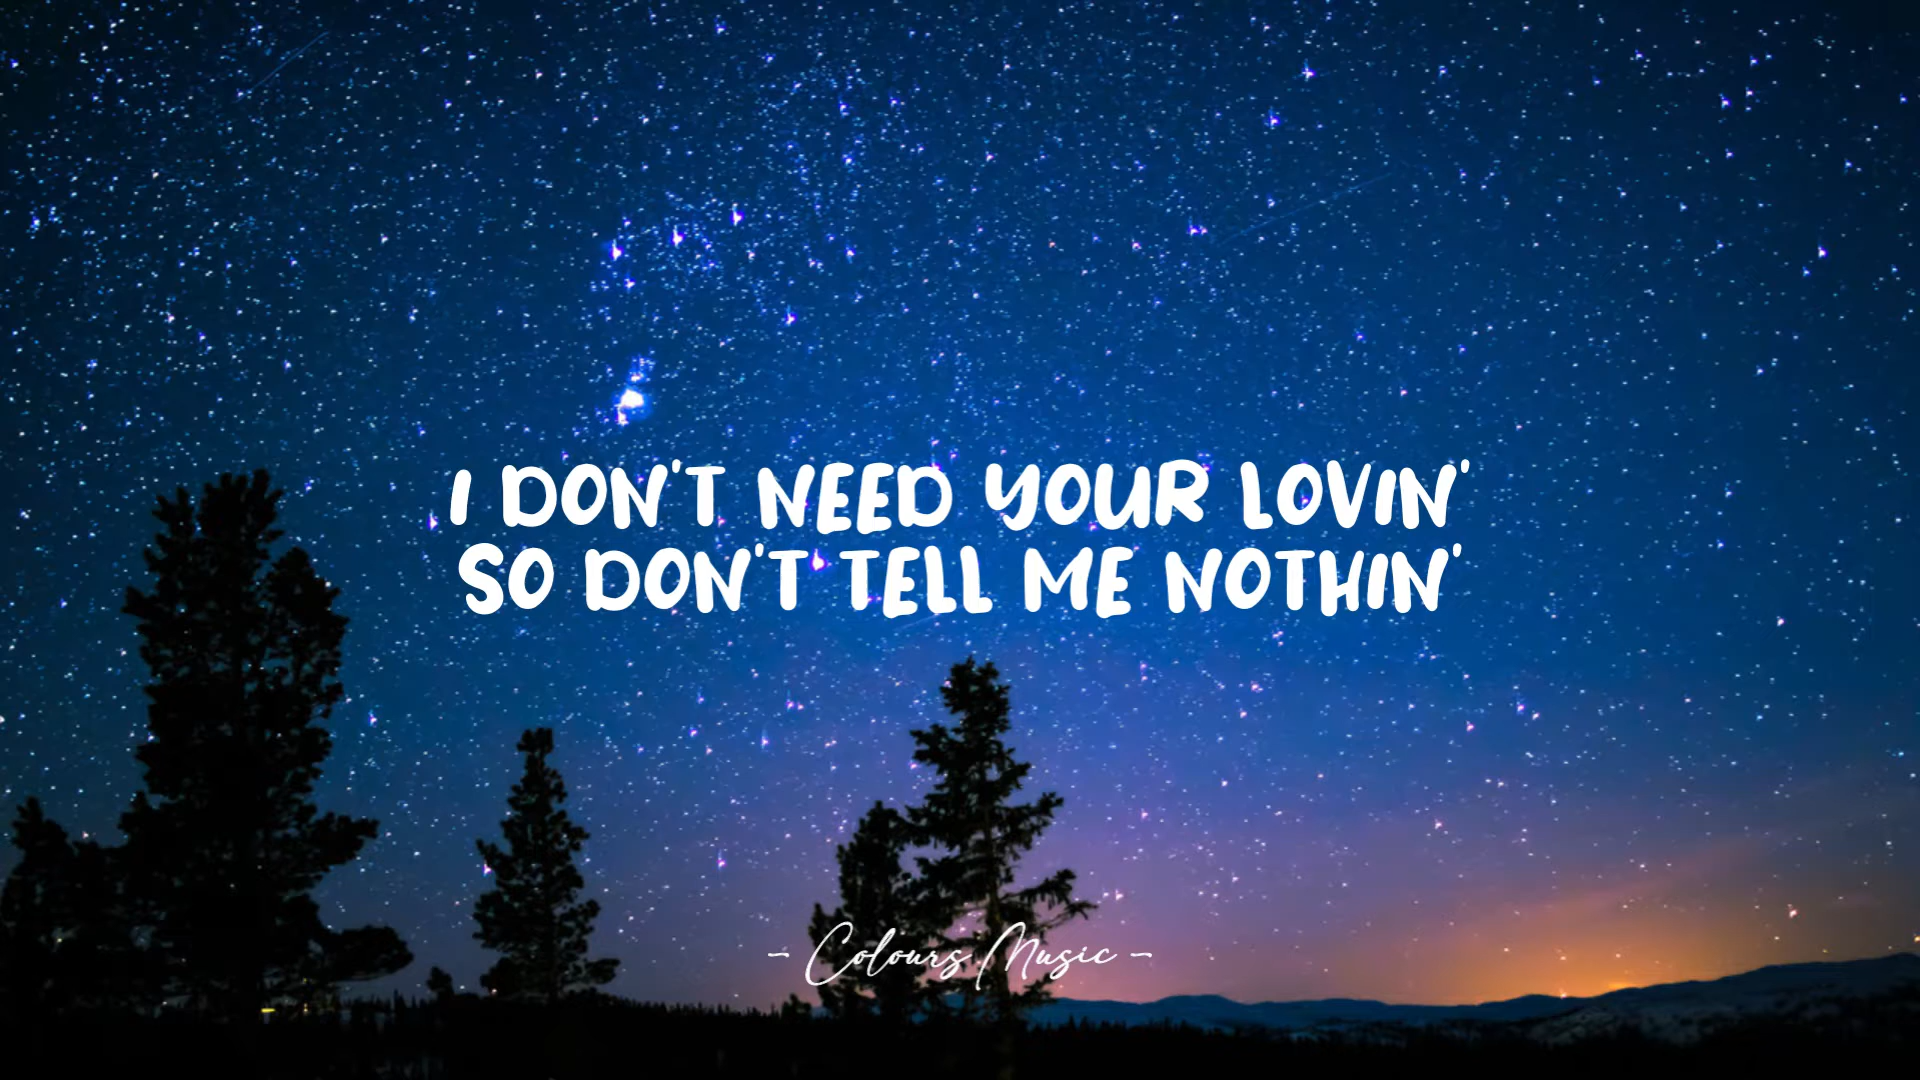 I DON'T NEED YOUR LOVIN'
SO DON'T TELL ME NOTHIN'
- Colours Music -